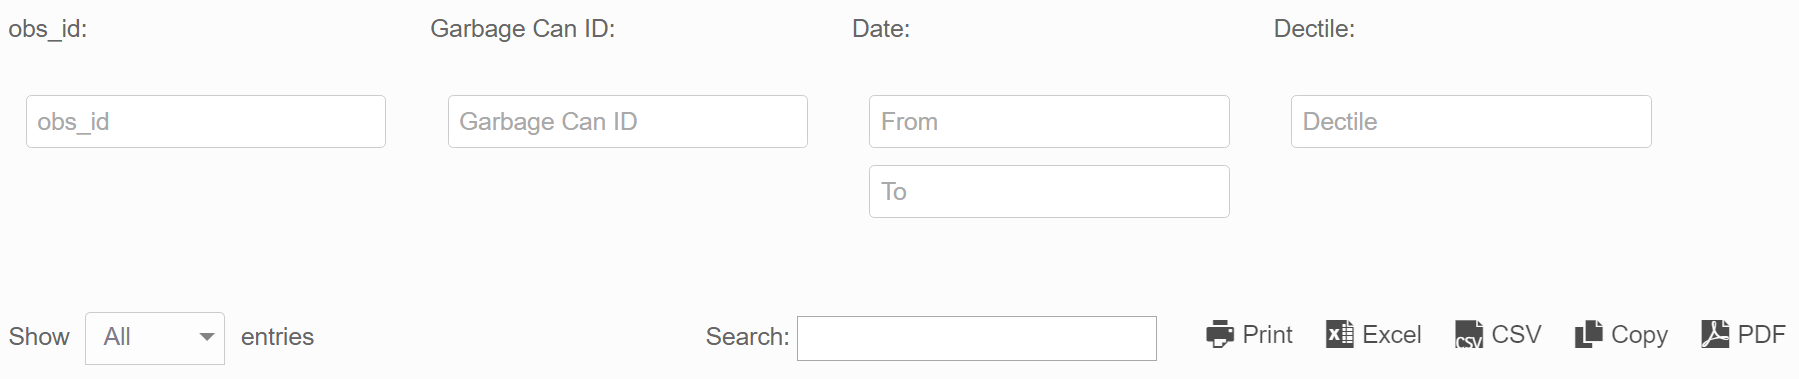 obs_id: Garbage Can ID: Date: Dectile:
obs_id Garbage Can ID From Dectile
To
Show All entries Search: Print Excel CSV Copy PDF